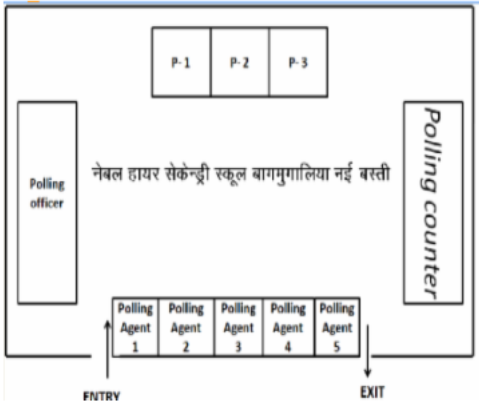 P-1 P-2 P-3
Polling
officer
नेबल हायर सेकेन्ड्री स्कूल बागमुगालिया नई बस्ती
Polling counter
Polling
Agent
1
Polling
Agent
2
Polling
Agent
3
Polling
Agent
4
Polling
Agent
5
ENTRY
EXIT